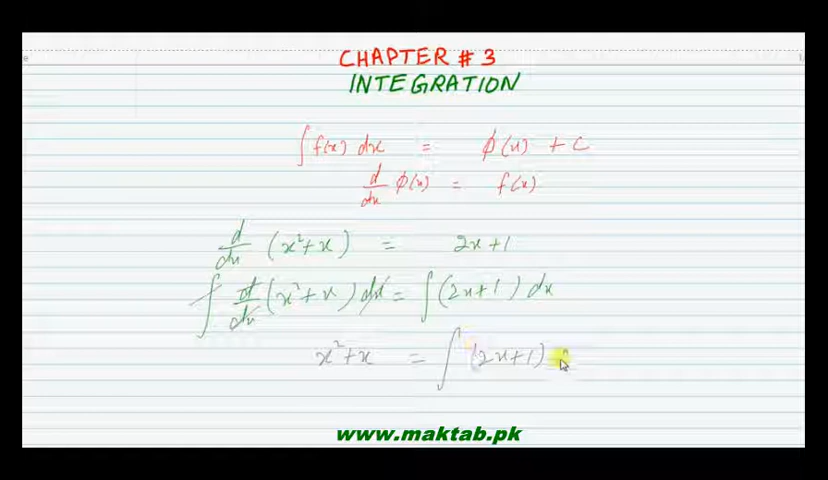 CHAPTER # 3
INTEGRATION
∫f(x) dx = ϕ(x) + C
d/dx ϕ(x) = f(x)
d/dx (x²+x) = 2x+1
∫ d/dx (x²+x) dx = ∫(2x+1) dx
x²+x = ∫(2x+1)
www.maktab.pk